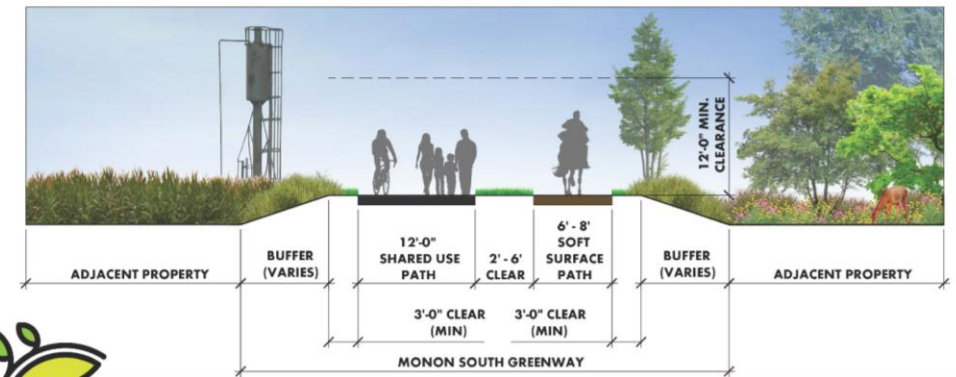 12'-0" MIN.
CLEARANCE
ADJACENT PROPERTY
BUFFER
(VARIES)
12'-0"
SHARED USE
PATH
2' - 6'
CLEAR
6' - 8'
SOFT
SURFACE
PATH
BUFFER
(VARIES)
ADJACENT PROPERTY
3'-0" CLEAR
(MIN)
3'-0" CLEAR
(MIN)
MONON SOUTH GREENWAY